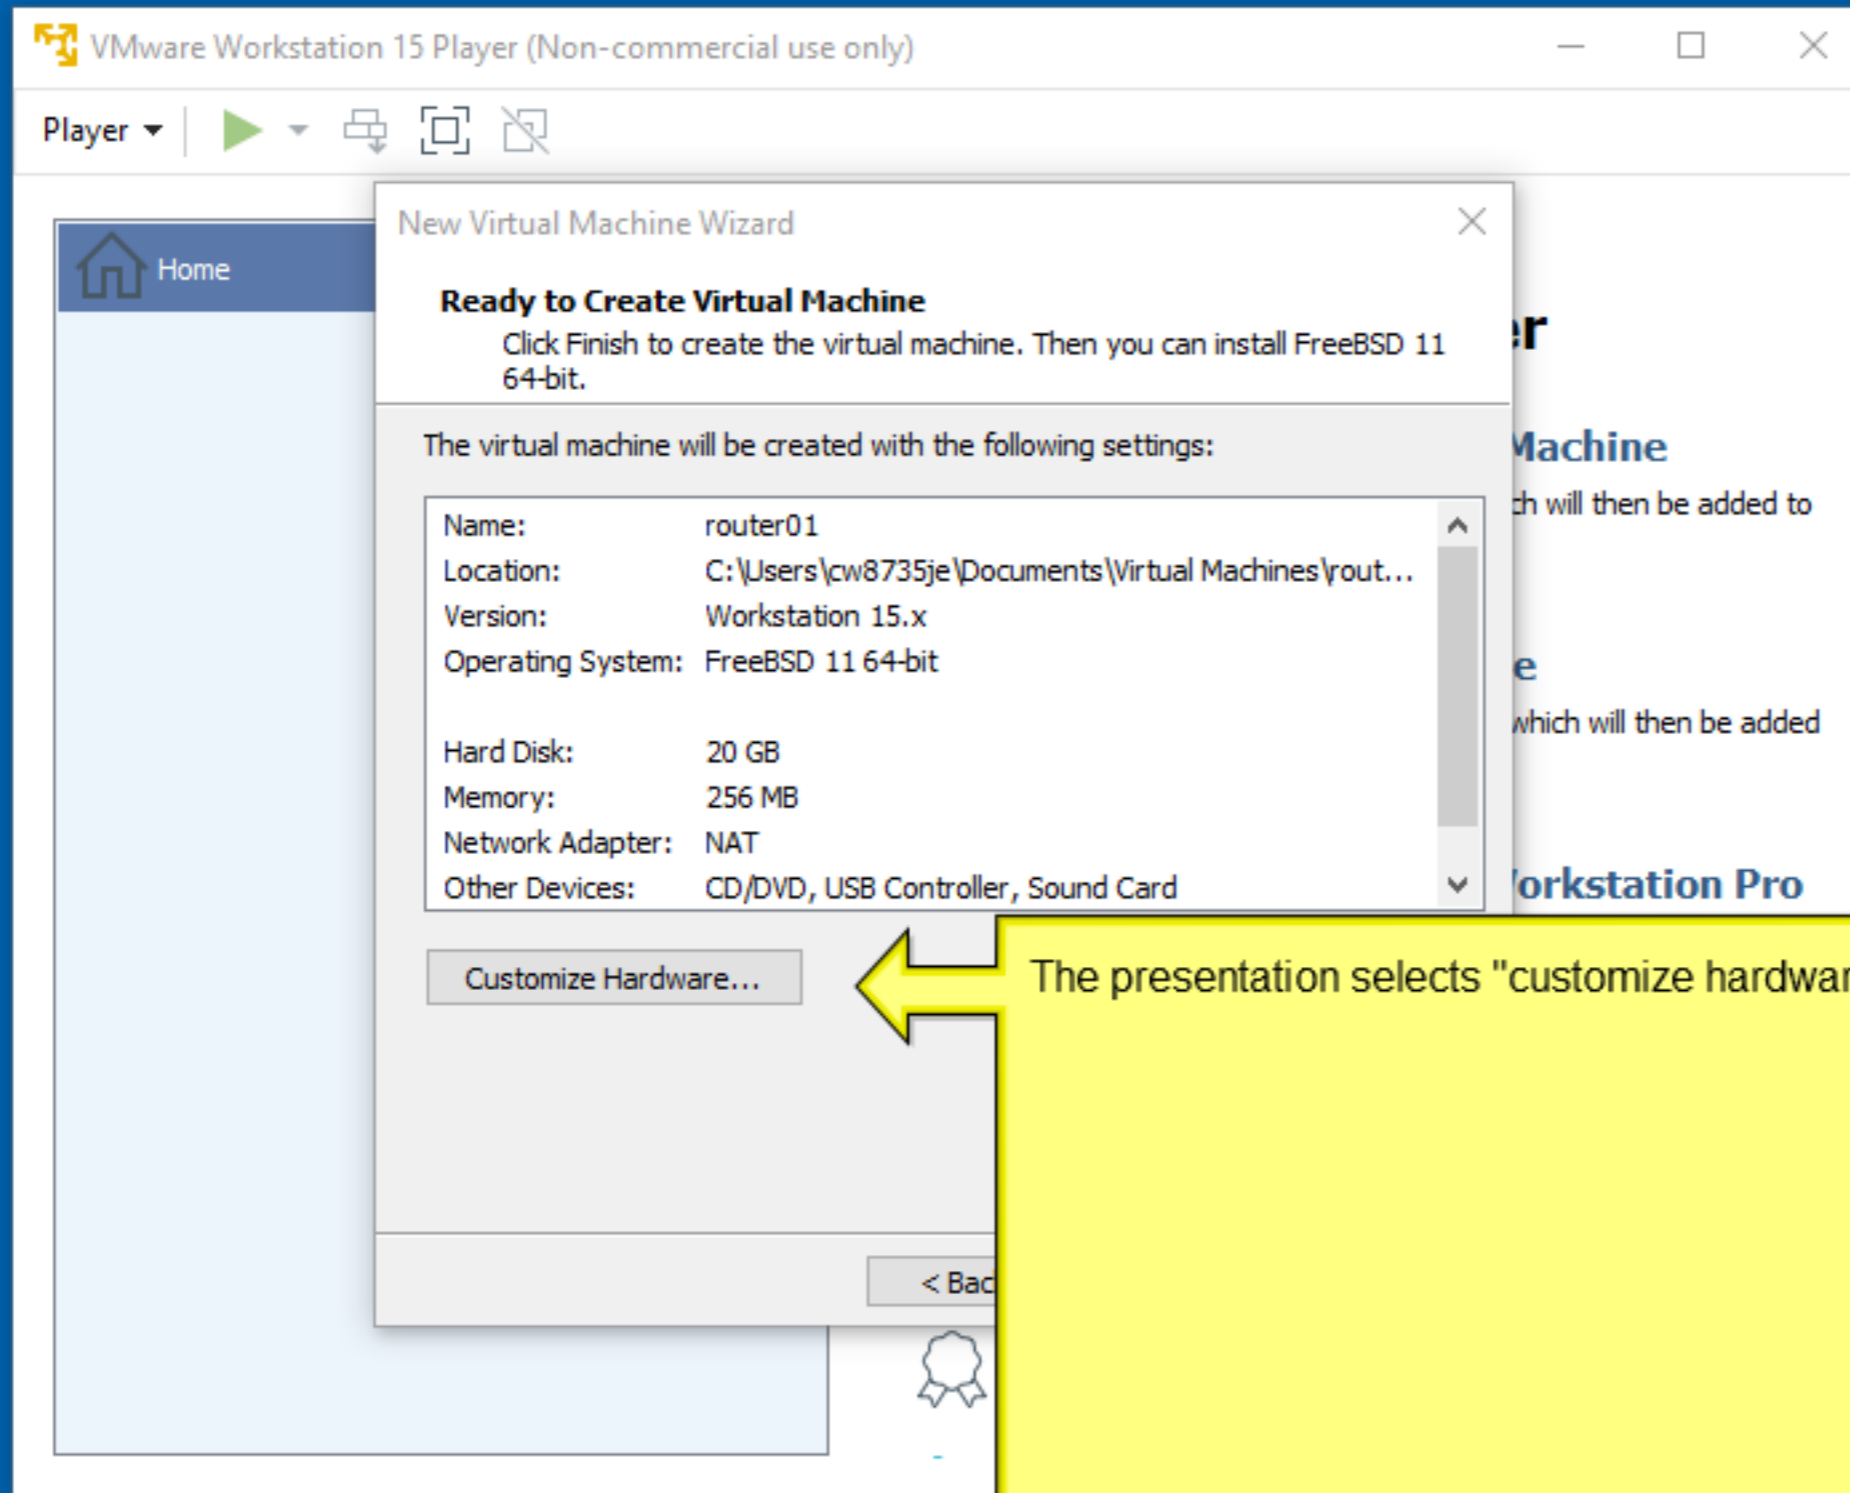 VMware Workstation 15 Player (Non-commercial use only)
Player
Home
New Virtual Machine Wizard
Ready to Create Virtual Machine
Click Finish to create the virtual machine. Then you can install FreeBSD 11
64-bit.
The virtual machine will be created with the following settings:
Name: router01
Location: C:\Users\cw8735je\Documents\Virtual Machines\rout...
Version: Workstation 15.x
Operating System: FreeBSD 11 64-bit
Hard Disk: 20 GB
Memory: 256 MB
Network Adapter: NAT
Other Devices: CD/DVD, USB Controller, Sound Card
Customize Hardware...
< Bac
er
Machine
ch will then be added to
e
which will then be added
orkstation Pro
The presentation selects "customize hardwar